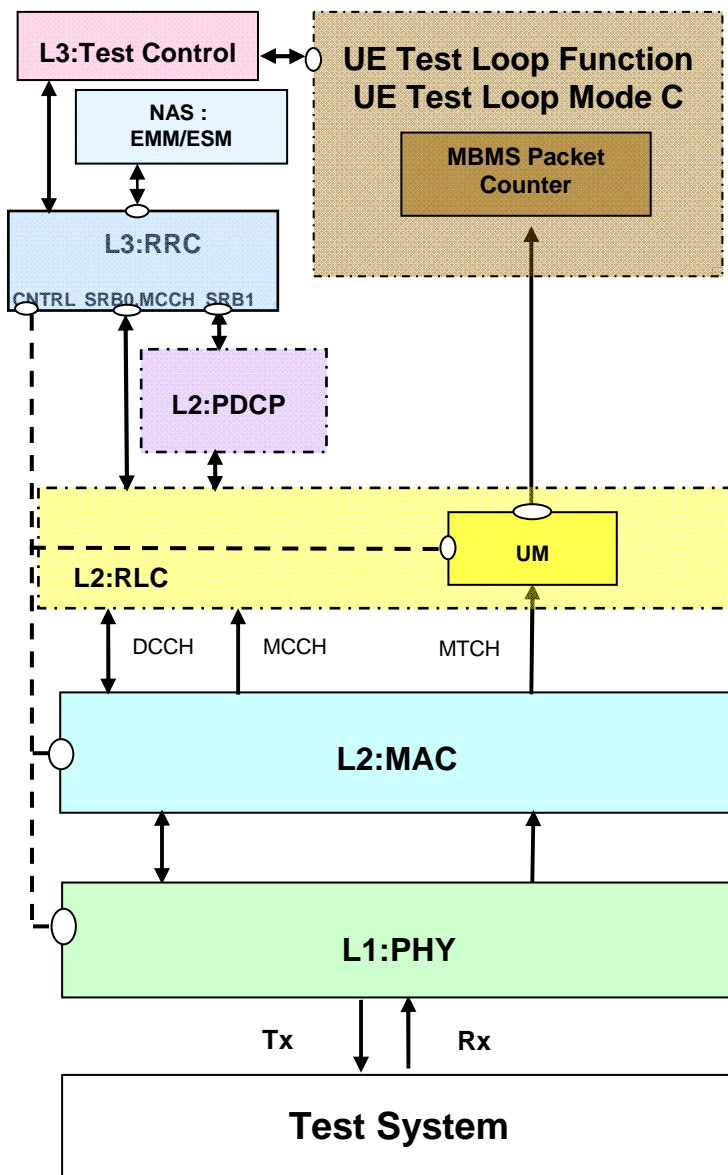 L3:Test Control
UE Test Loop Function
UE Test Loop Mode C
NAS :
EMM/ESM
MBMS Packet
Counter
L3:RRC
CNTRL SRB0,MCCH SRB1
L2:PDCP
UM
L2:RLC
DCCH
MCCH
MTCH
L2:MAC
L1:PHY
Tx
Rx
Test System